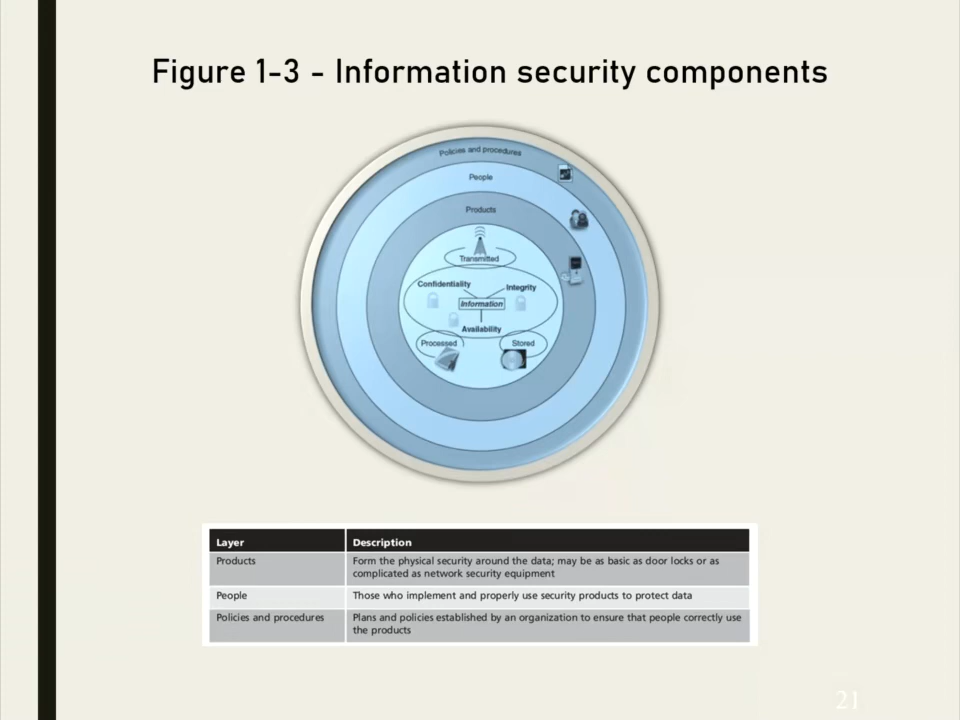 Figure 1-3 - Information security components
Policies and procedures
People
Products
Transmitted
Confidentiality
Integrity
Information
Availability
Processed
Stored
Layer Description
Products Form the physical security around the data; may be as basic as door locks or as
complicated as network security equipment
People Those who implement and properly use security products to protect data
Policies and procedures Plans and policies established by an organization to ensure that people correctly use
the products
21